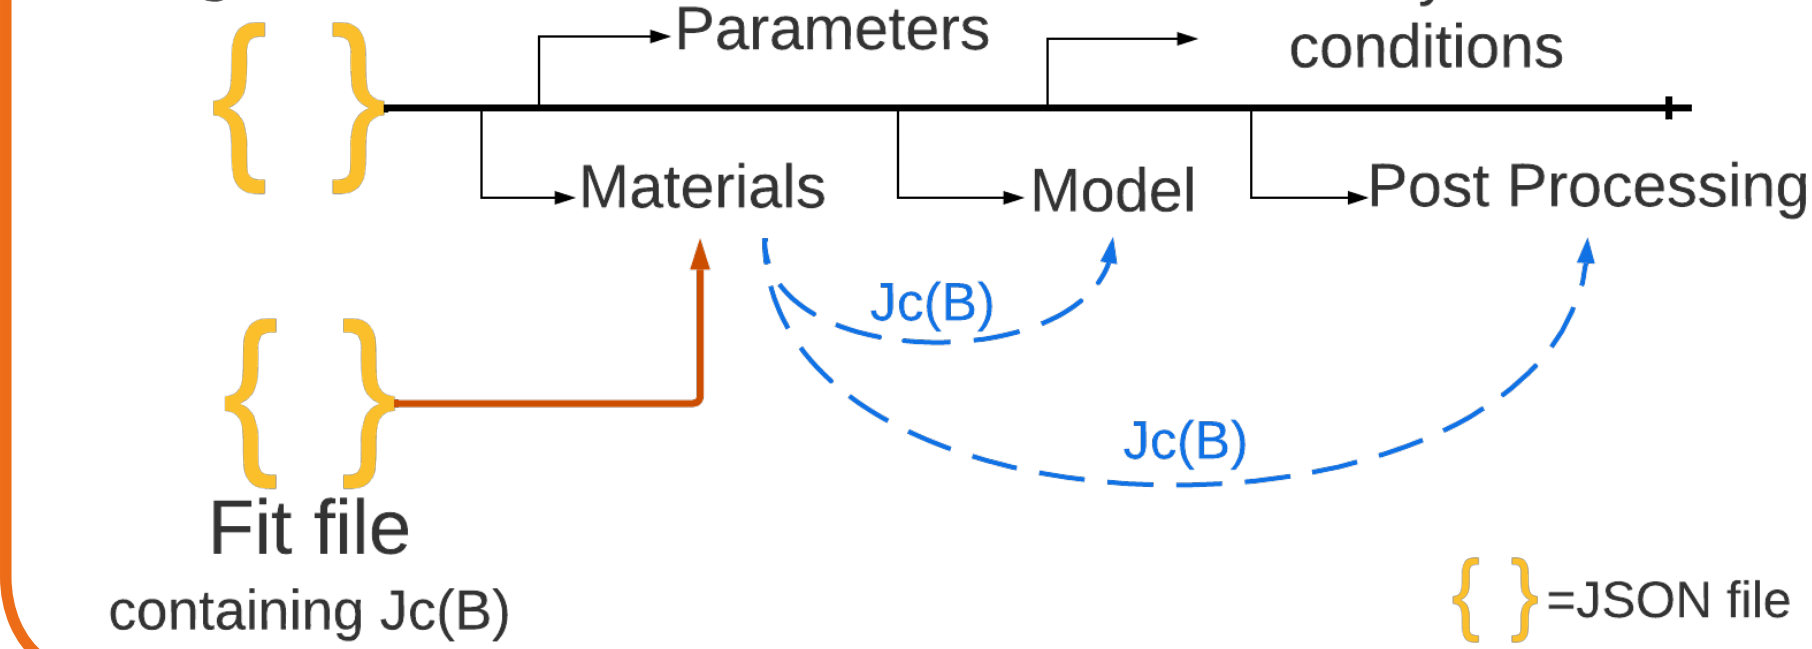 Parameters
conditions
Materials
Model
Post Processing
Jc(B)
Jc(B)
Fit file
containing Jc(B)
=JSON file